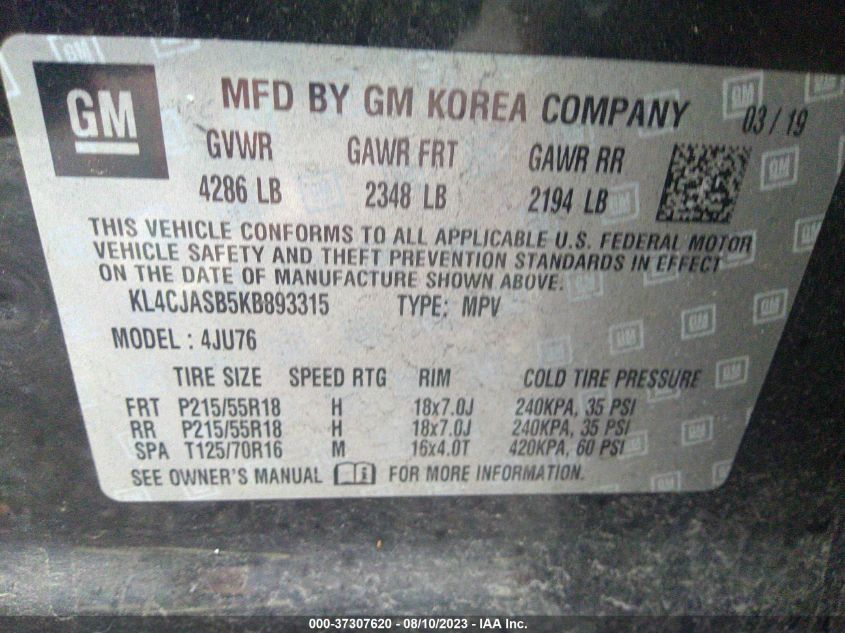 GM
MFD BY GM KOREA COMPANY
03/19
GVWR GAWR FRT GAWR RR
4286 LB 2348 LB 2194 LB
THIS VEHICLE CONFORMS TO ALL APPLICABLE U.S. FEDERAL MOTOR
VEHICLE SAFETY AND THEFT PREVENTION STANDARDS IN EFFECT
ON THE DATE OF MANUFACTURE SHOWN ABOVE.
KL4CJASB5KB893315 TYPE: MPV
MODEL : 4JU76
TIRE SIZE SPEED RTG RIM COLD TIRE PRESSURE
FRT P215/55R18 H 18x7.0J 240KPA, 35 PSI
RR P215/55R18 H 18x7.0J 240KPA, 35 PSI
SPA T125/70R16 M 16x4.0T 420KPA, 60 PSI
SEE OWNER'S MANUAL FOR MORE INFORMATION.
000-37307620 - 08/10/2023 - IAA Inc.